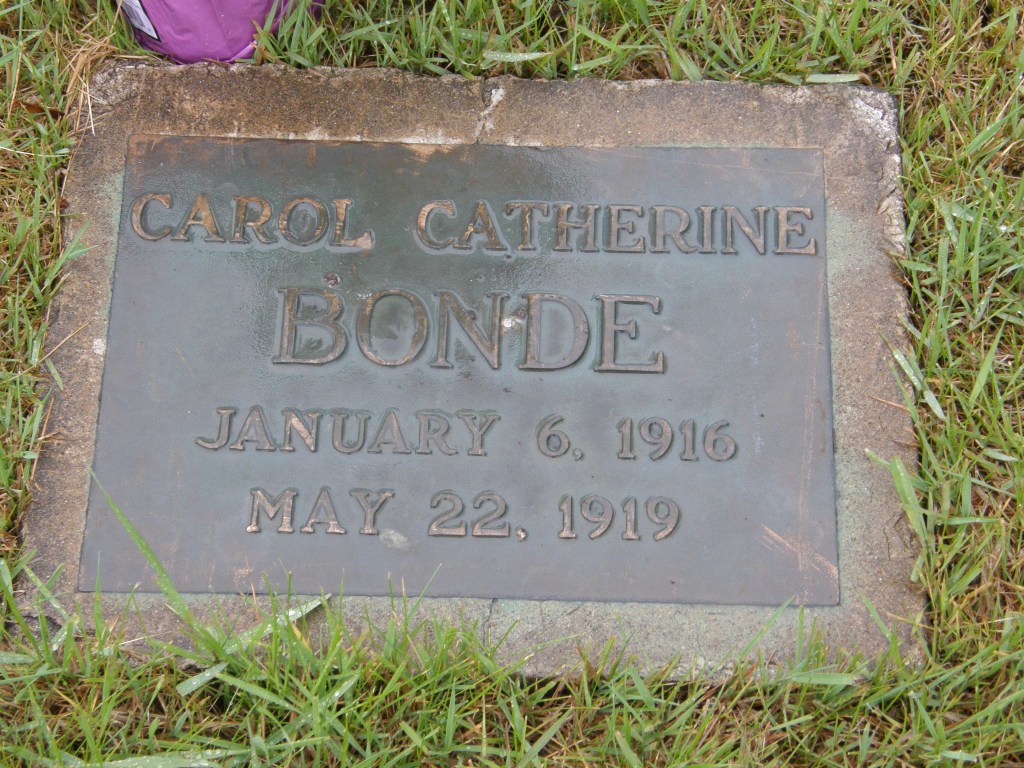 CAROL CATHERINE
BONDE
JANUARY 6, 1916
MAY 22, 1919